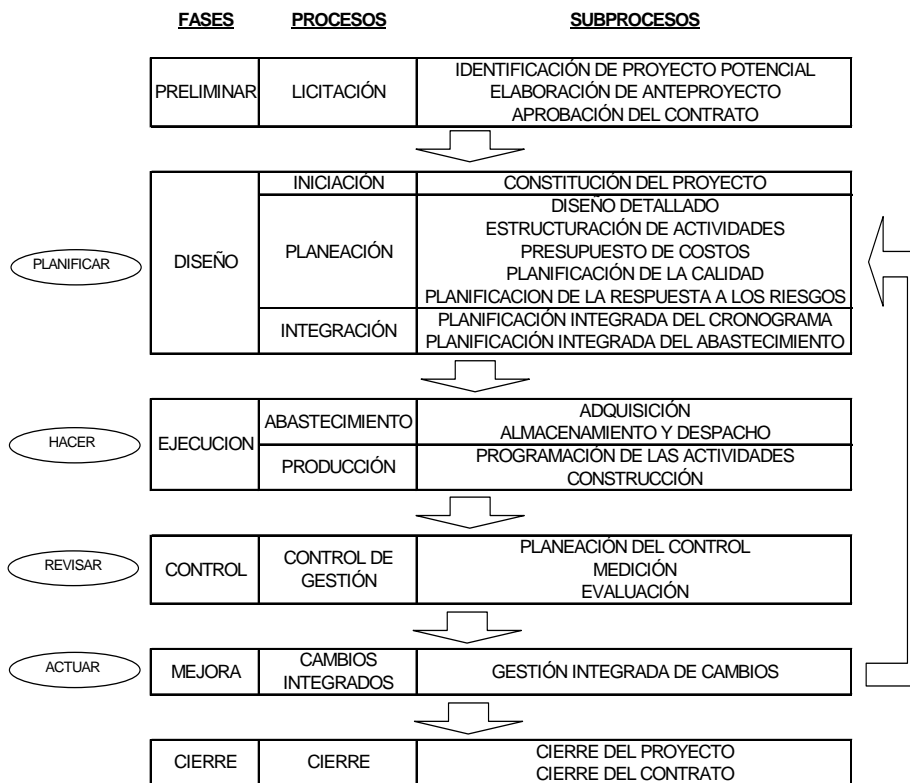 FASES PROCESOS SUBPROCESOS
PRELIMINAR LICITACIÓN IDENTIFICACIÓN DE PROYECTO POTENCIAL
ELABORACIÓN DE ANTEPROYECTO
APROBACIÓN DEL CONTRATO
PLANIFICAR
DISEÑO
INICIACIÓN CONSTITUCIÓN DEL PROYECTO
PLANEACIÓN
DISEÑO DETALLADO
ESTRUCTURACIÓN DE ACTIVIDADES
PRESUPUESTO DE COSTOS
PLANIFICACIÓN DE LA CALIDAD
PLANIFICACION DE LA RESPUESTA A LOS RIESGOS
INTEGRACIÓN
PLANIFICACIÓN INTEGRADA DEL CRONOGRAMA
PLANIFICACIÓN INTEGRADA DEL ABASTECIMIENTO
HACER
EJECUCION
ABASTECIMIENTO
ADQUISICIÓN
ALMACENAMIENTO Y DESPACHO
PRODUCCIÓN
PROGRAMACIÓN DE LAS ACTIVIDADES
CONSTRUCCIÓN
REVISAR
CONTROL
CONTROL DE
GESTIÓN
PLANEACIÓN DEL CONTROL
MEDICIÓN
EVALUACIÓN
ACTUAR
MEJORA
CAMBIOS
INTEGRADOS
GESTIÓN INTEGRADA DE CAMBIOS
CIERRE
CIERRE
CIERRE DEL PROYECTO
CIERRE DEL CONTRATO